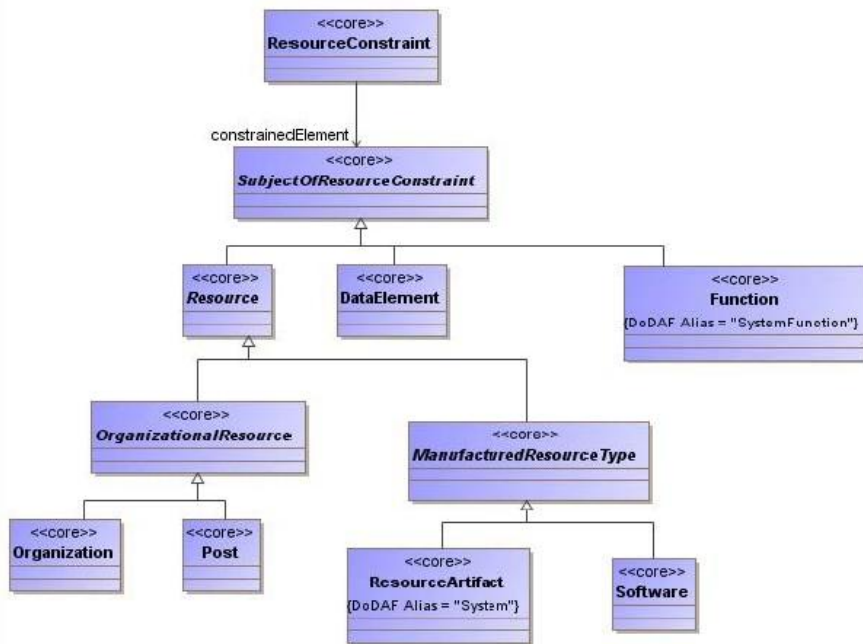 <<core>>
ResourceConstraint
constrainedElement
<<core>>
SubjectOfResourceConstraint
<<core>>
Resource
<<core>>
DataElement
<<core>>
Function
{DoDAF Alias = "SystemFunction"}
<<core>>
OrganizationalResource
<<core>>
ManufacturedResourceType
<<core>>
Organization
<<core>>
Post
<<core>>
ResourceArtifact
{DoDAF Alias = "System"}
<<core>>
Software